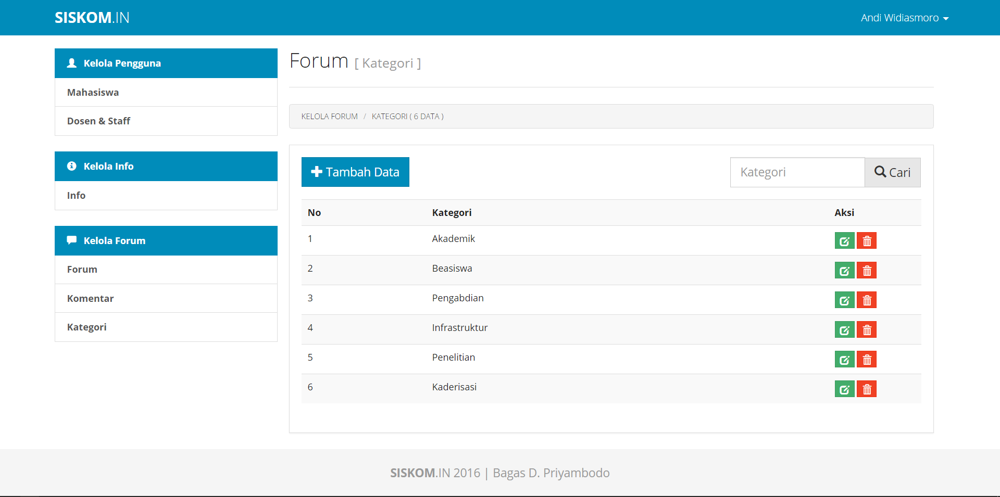 SISKOM.IN
Andi Widiasmoro
Kelola Pengguna
Mahasiswa
Dosen & Staff
Kelola Info
Info
Kelola Forum
Forum
Komentar
Kategori
Forum [ Kategori ]
KELOLA FORUM / KATEGORI ( 6 DATA )
Tambah Data
Kategori
Cari
No Kategori Aksi
1 Akademik
2 Beasiswa
3 Pengabdian
4 Infrastruktur
5 Penelitian
6 Kaderisasi
SISKOM.IN 2016 | Bagas D. Priyambodo